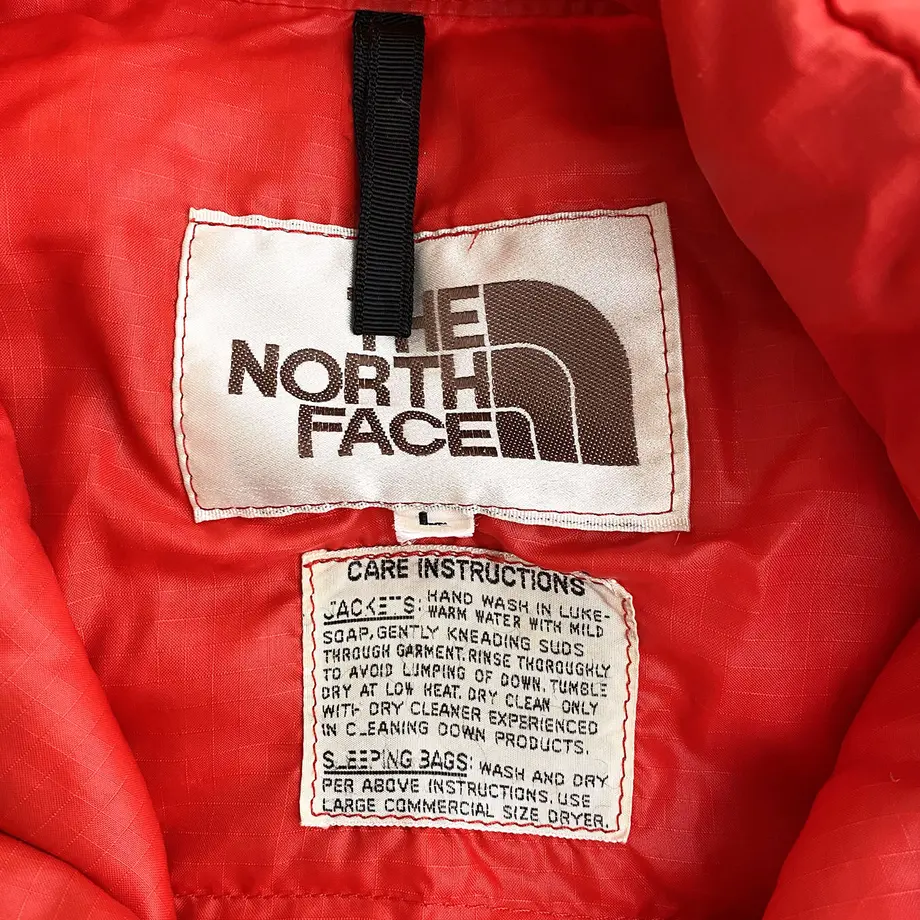 THE
NORTH
FACE
L
CARE INSTRUCTIONS
JACKETS: HAND WASH IN LUKE-
WARM WATER WITH MILD
SOAP, GENTLY KNEADING SUDS
THROUGH GARMENT. RINSE THOROUGHLY
TO AVOID LUMPING OF DOWN. TUMBLE
DRY AT LOW HEAT. DRY CLEAN ONLY
WITH DRY CLEANER EXPERIENCED
IN CLEANING DOWN PRODUCTS.
SLEEPING BAGS: WASH AND DRY
PER ABOVE INSTRUCTIONS. USE
LARGE COMMERCIAL SIZE DRYER.